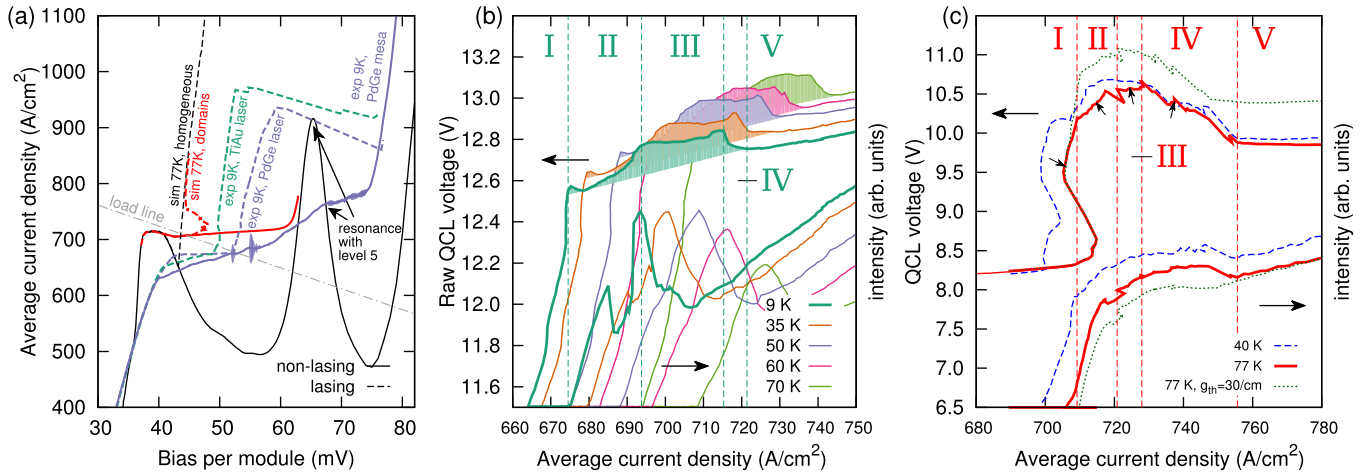 (a)
Average current density (A/cm²)
1100
1000
900
800
700
600
500
400
30
40
50
60
70
80
Bias per module (mV)
sim 77K, homogeneous
sim 77K, domains
exp 9K, TiAu laser
exp 9K, PdGe laser
exp 9K,
PdGe mesa
load line
resonance
with
level 5
non-lasing
lasing
(b)
Raw QCL voltage (V)
13.2
13.0
12.8
12.6
12.4
12.2
12.0
11.8
11.6
660
670
680
690
700
710
720
730
740
750
Average current density (A/cm²)
I
II
III
V
IV
9 K
35 K
50 K
60 K
70 K
intensity (arb. units)
(c)
QCL voltage (V)
11.0
10.5
10.0
9.5
9.0
8.5
8.0
7.5
7.0
6.5
680
700
720
740
760
780
Average current density (A/cm²)
I
II
IV
V
III
40 K
77 K
77 K, gth=30/cm
intensity (arb. units)